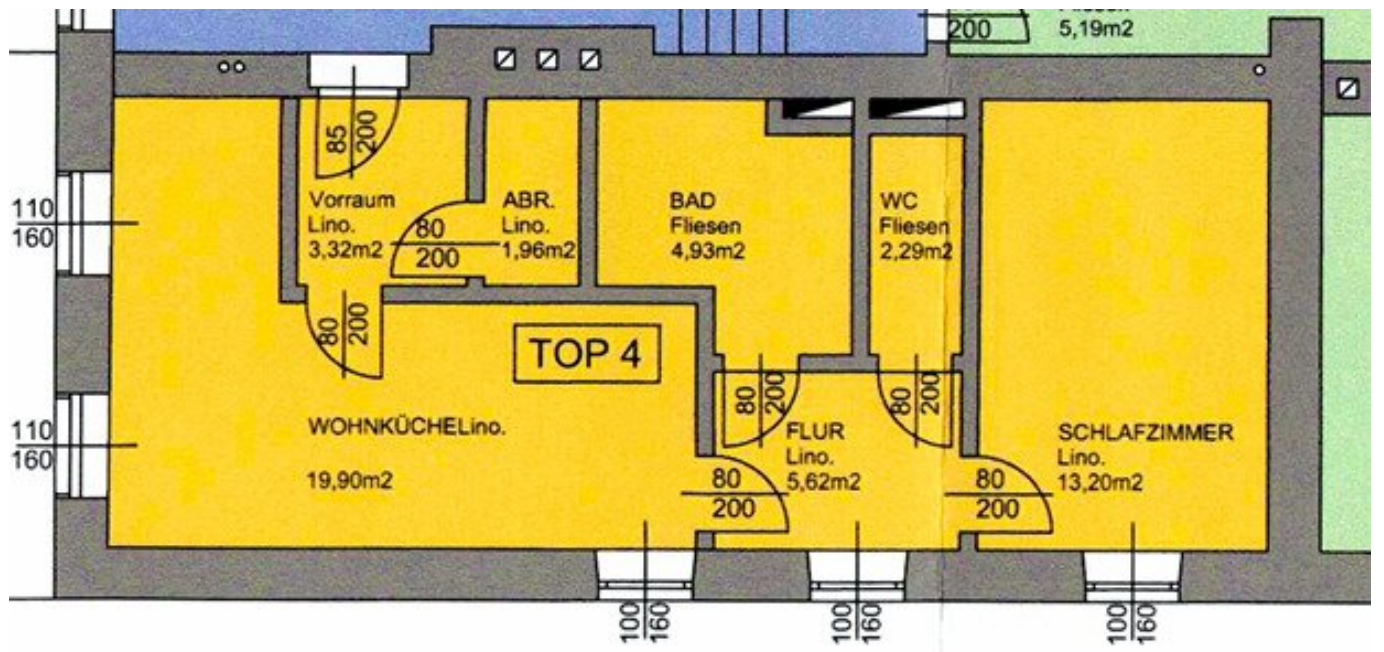 200
5,19m2
85
200
110
160
Vorraum
Lino.
3,32m2
80
200
ABR.
Lino.
1,96m2
BAD
Fliesen
4,93m2
WC
Fliesen
2,29m2
80
200
TOP 4
80
200
80
200
110
160
WOHNKÜCHELino.
19,90m2
FLUR
Lino.
5,62m2
SCHLAFZIMMER
Lino.
13,20m2
80
200
80
200
100
160
100
160
100
160